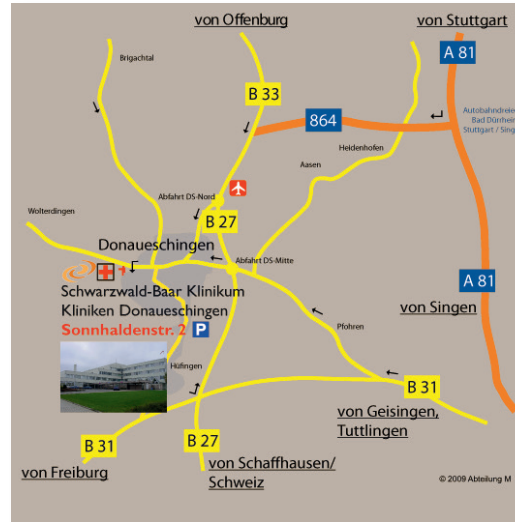 von Offenburg
von Stuttgart
A 81
Brigachtal
B 33
864
Autobahndreie
Bad Dürrheim
Stuttgart / Sing
Heidenhofen
Aasen
Abfahrt DS-Nord
Wolterdingen
B 27
Donaueschingen
Abfahrt DS-Mitte
Schwarzwald-Baar Klinikum
Kliniken Donaueschingen
Sonnhaldenstr. 2 P
A 81
von Singen
Pfohren
Hüfingen
B 31
von Geisingen,
Tuttlingen
B 31
B 27
von Freiburg
von Schaffhausen/
Schweiz
© 2009 Abteilung M